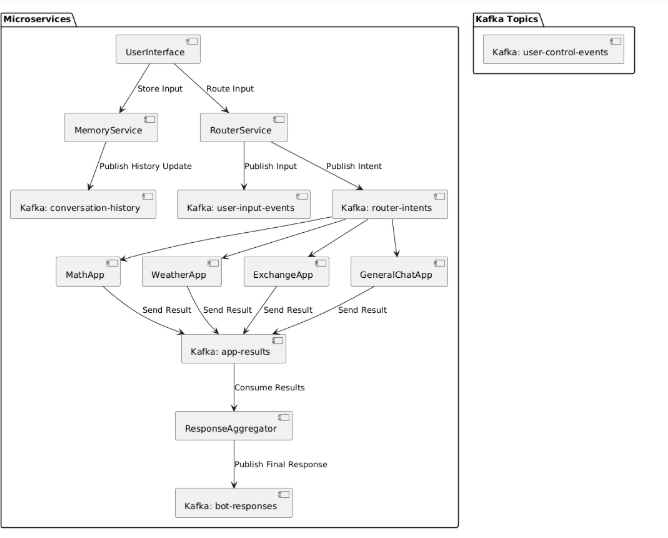 Microservices
Kafka Topics
UserInterface
Kafka: user-control-events
Store Input
Route Input
MemoryService
RouterService
Publish History Update
Publish Input
Publish Intent
Kafka: conversation-history
Kafka: user-input-events
Kafka: router-intents
MathApp
WeatherApp
ExchangeApp
GeneralChatApp
Send Result
Send Result
Send Result
Send Result
Kafka: app-results
Consume Results
ResponseAggregator
Publish Final Response
Kafka: bot-responses